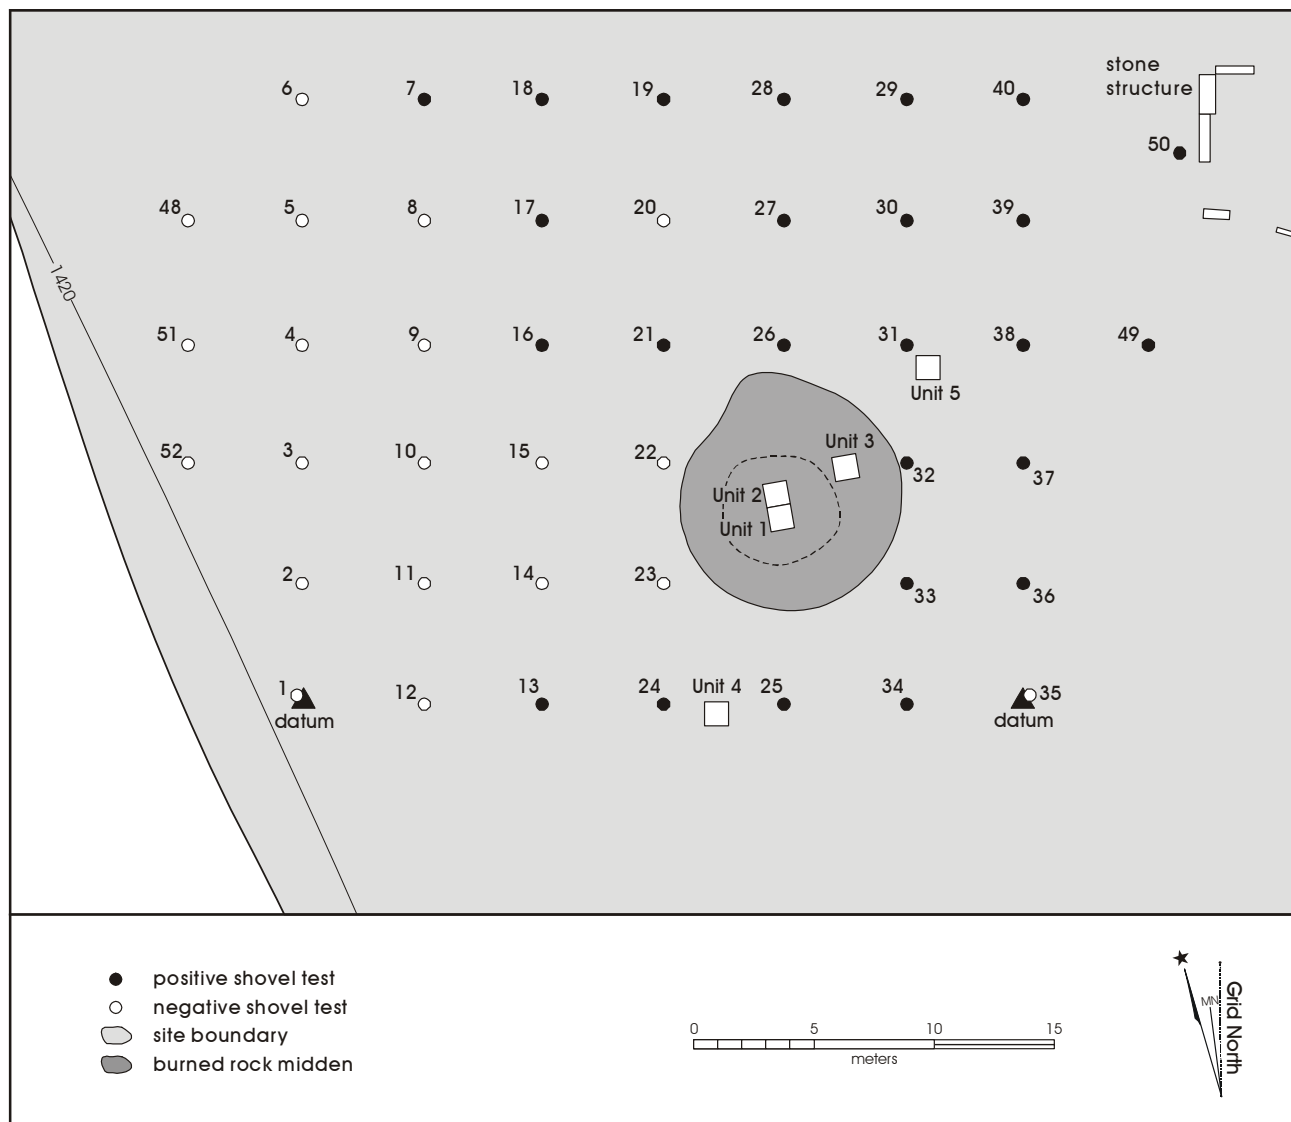 stone
structure
6
7
18
19
28
29
40
50
48
5
8
17
20
27
30
39
1420
51
4
9
16
21
26
31
38
49
Unit 5
52
3
10
15
22
Unit 3
32
37
Unit 2
Unit 1
2
11
14
23
33
36
1
datum
12
13
24
Unit 4
25
34
35
datum
positive shovel test
negative shovel test
site boundary
burned rock midden
0 5 10 15
meters
MN
Grid North